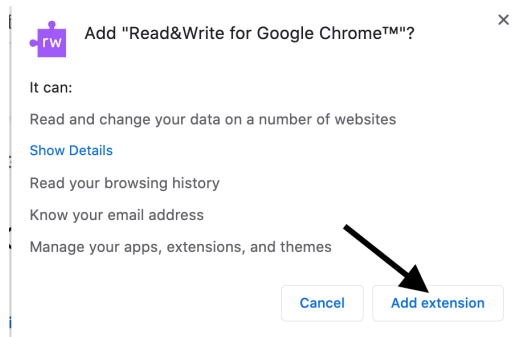 rw
Add "Read&Write for Google Chrome™"?
It can:
Read and change your data on a number of websites
Show Details
Read your browsing history
Know your email address
Manage your apps, extensions, and themes
Cancel
Add extension